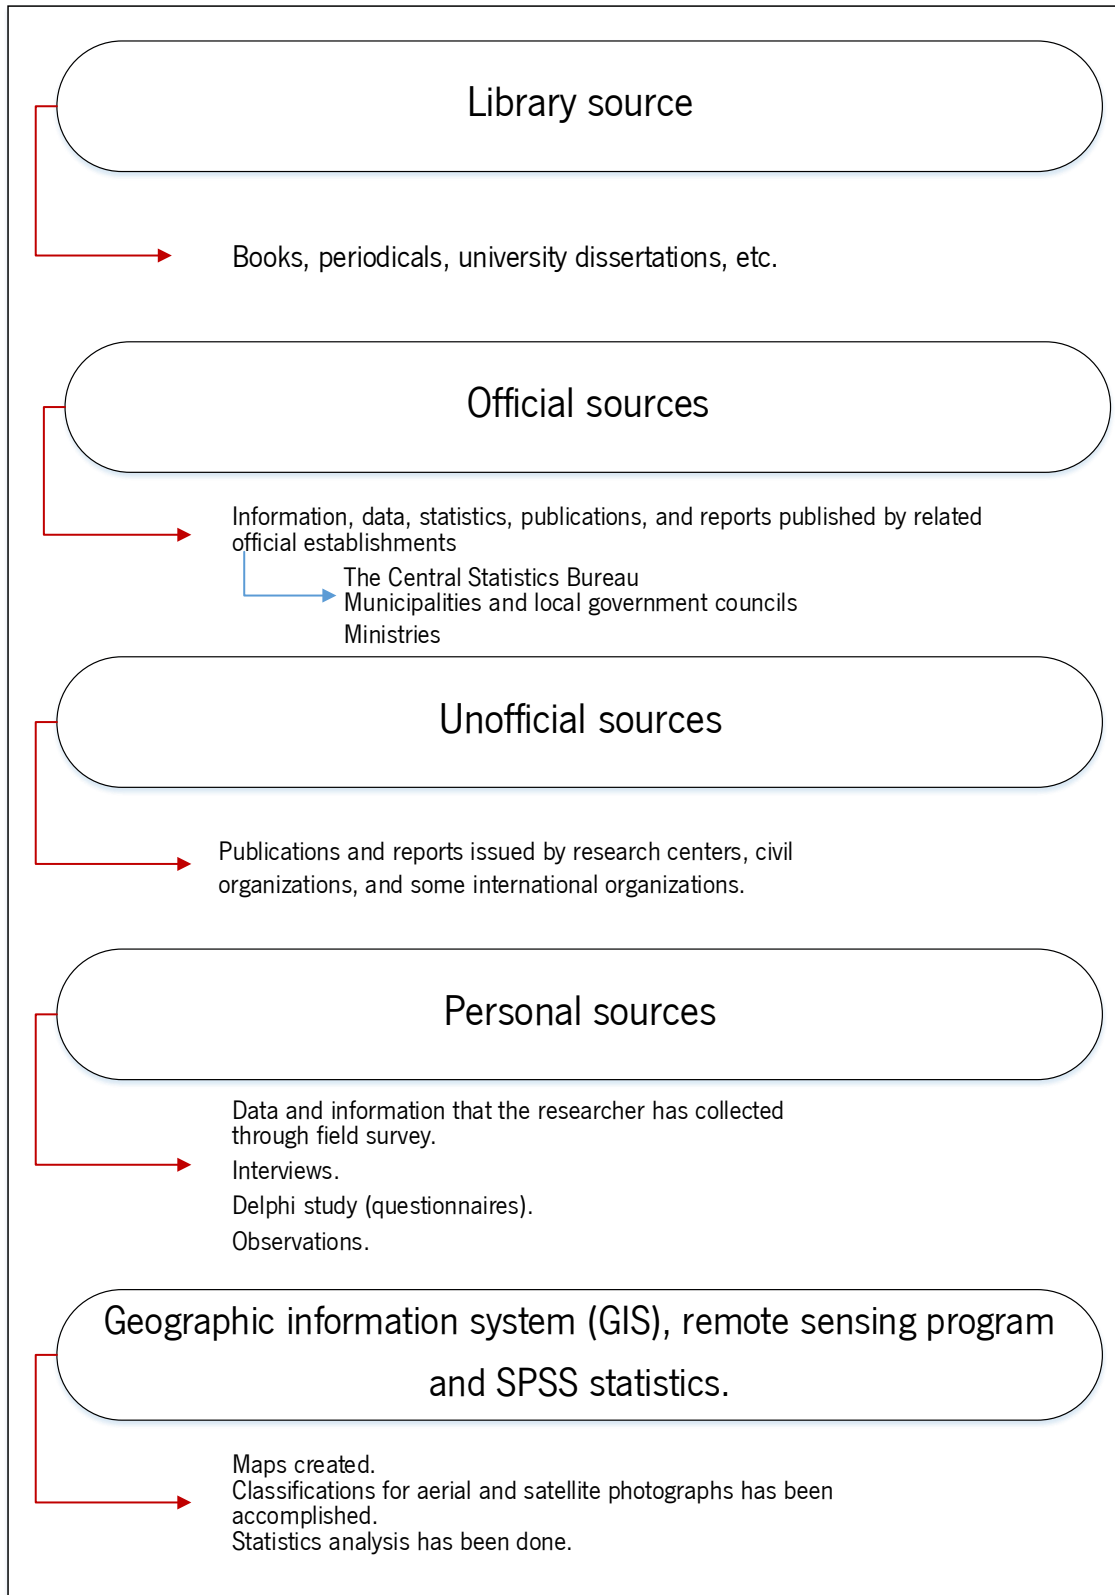 Library source
Books, periodicals, university dissertations, etc.
Official sources
Information, data, statistics, publications, and reports published by related
official establishments
The Central Statistics Bureau
Municipalities and local government councils
Ministries
Unofficial sources
Publications and reports issued by research centers, civil
organizations, and some international organizations.
Personal sources
Data and information that the researcher has collected
through field survey.
Interviews.
Delphi study (questionnaires).
Observations.
Geographic information system (GIS), remote sensing program
and SPSS statistics.
Maps created.
Classifications for aerial and satellite photographs has been
accomplished.
Statistics analysis has been done.